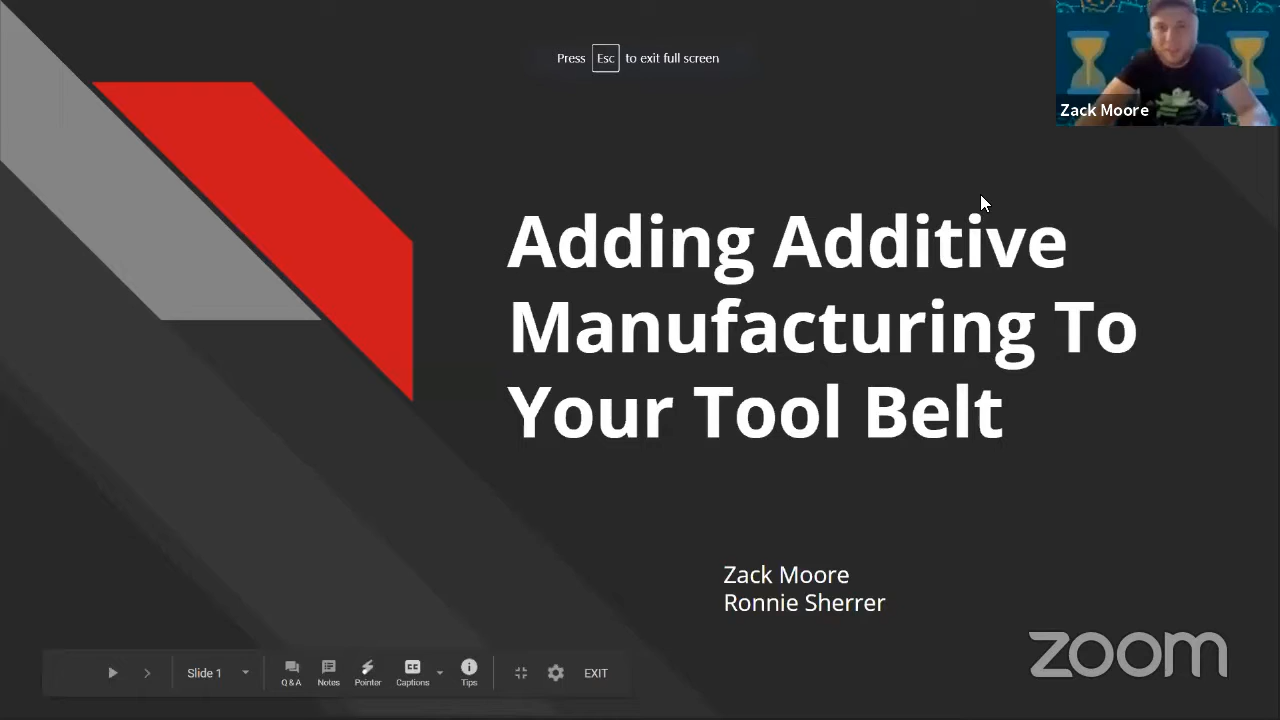 Press Esc to exit full screen
Zack Moore
Adding Additive
Manufacturing To
Your Tool Belt
Zack Moore
Ronnie Sherrer
zoom
Slide 1
Q & A
Notes
Pointer
CC
Captions
Tips
EXIT